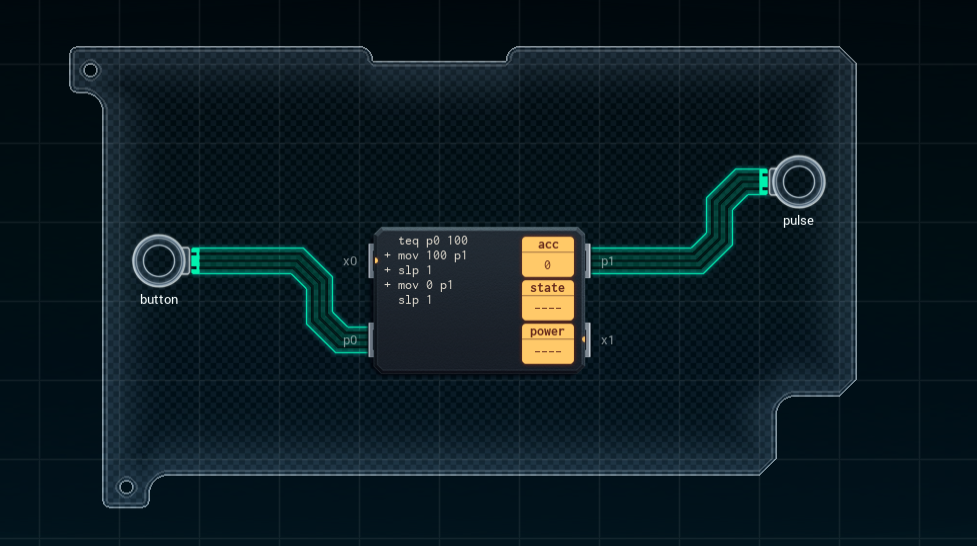 pulse
button
x0
p0
teq p0 100
+ mov 100 p1
+ slp 1
+ mov 0 p1
slp 1
acc
0
state
----
power
----
p1
x1